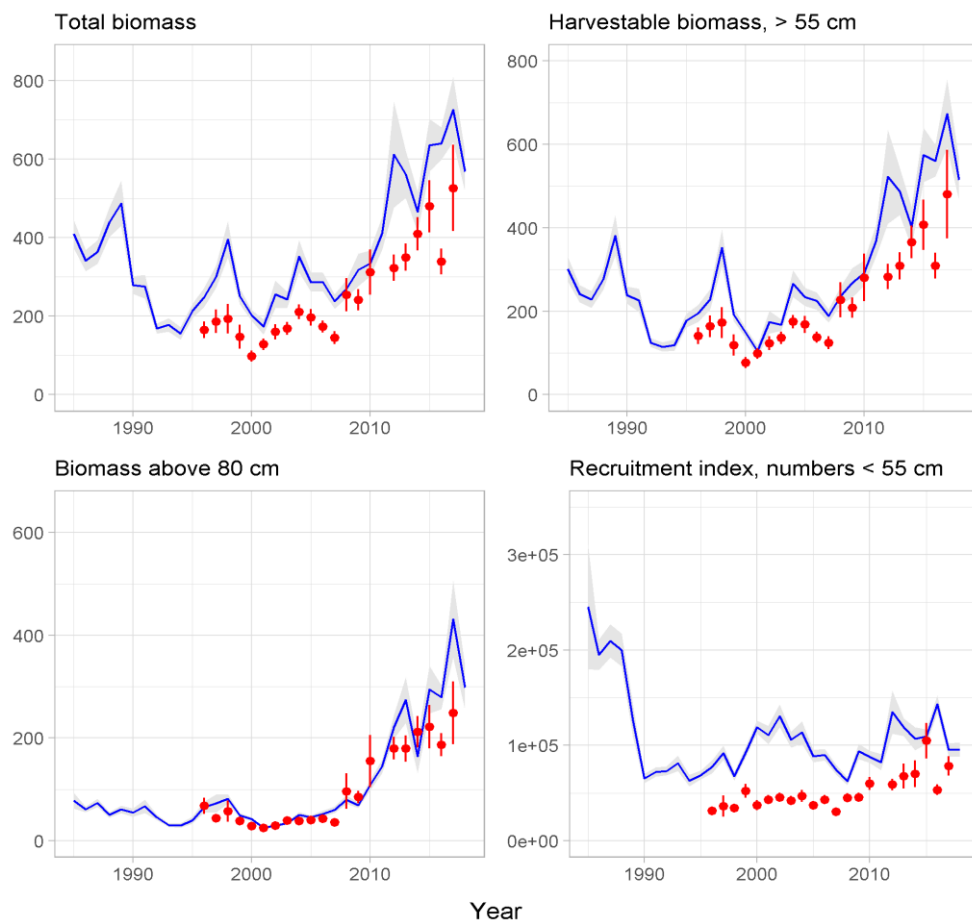 Total biomass
Harvestable biomass, > 55 cm
800
600
400
200
0
1990
2000
2010
800
600
400
200
0
1990
2000
2010
Biomass above 80 cm
Recruitment index, numbers < 55 cm
600
400
200
0
1990
2000
2010
3e+05
2e+05
1e+05
0e+00
1990
2000
2010
Year